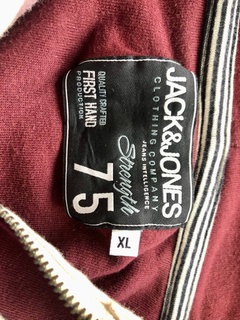 JACK&JONES
CLOTHING COMPANY
JEANS INTELLIGENCE
Strength
75
QUALITY CRAFTED
FIRST HAND
PRODUCTION
XL